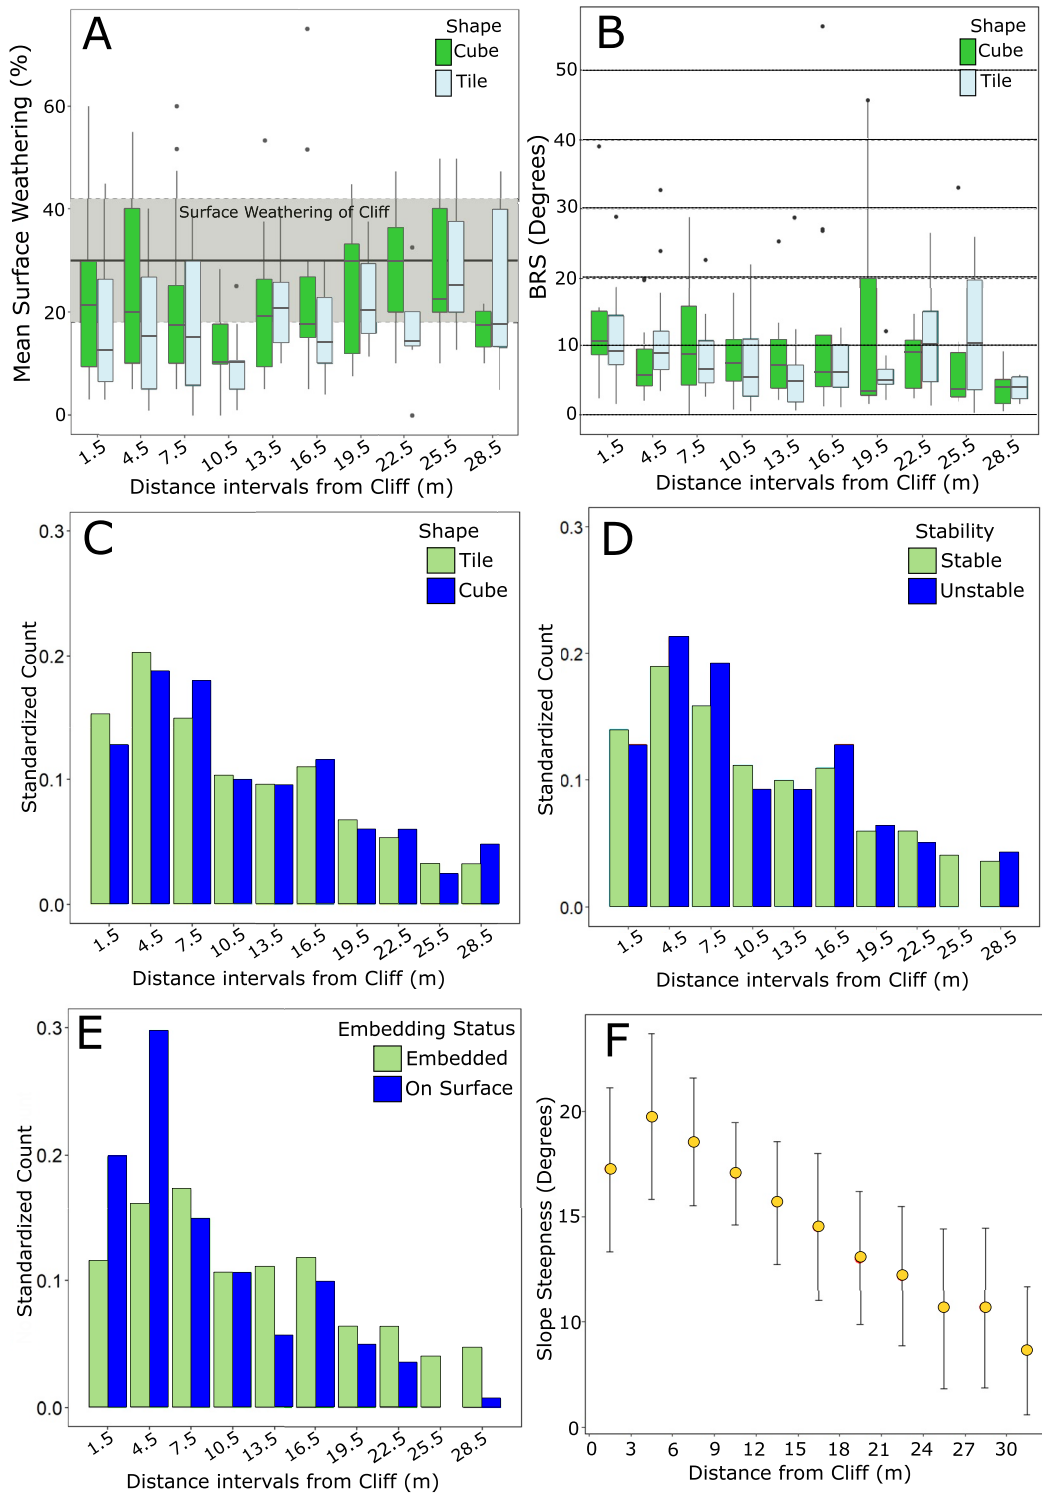 A
Shape
Cube
Tile
Mean Surface Weathering (%)
60
40
20
0
Surface Weathering of Cliff
1.5 4.5 7.5 10.5 13.5 16.5 19.5 22.5 25.5 28.5
Distance intervals from Cliff (m)
B
Shape
Cube
Tile
BRS (Degrees)
50
40
30
20
10
0
1.5 4.5 7.5 10.5 13.5 16.5 19.5 22.5 25.5 28.5
Distance intervals from Cliff (m)
C
Shape
Tile
Cube
Standardized Count
0.3
0.2
0.1
0.0
1.5 4.5 7.5 10.5 13.5 16.5 19.5 22.5 25.5 28.5
Distance intervals from Cliff (m)
D
Stability
Stable
Unstable
Standardized Count
0.3
0.2
0.1
0.0
1.5 4.5 7.5 10.5 13.5 16.5 19.5 22.5 25.5 28.5
Distance intervals from Cliff (m)
E
Embedding Status
Embedded
On Surface
Standardized Count
0.3
0.2
0.1
0.0
1.5 4.5 7.5 10.5 13.5 16.5 19.5 22.5 25.5 28.5
Distance intervals from Cliff (m)
F
Slope Steepness (Degrees)
20
15
10
0
0 3 6 9 12 15 18 21 24 27 30
Distance from Cliff (m)